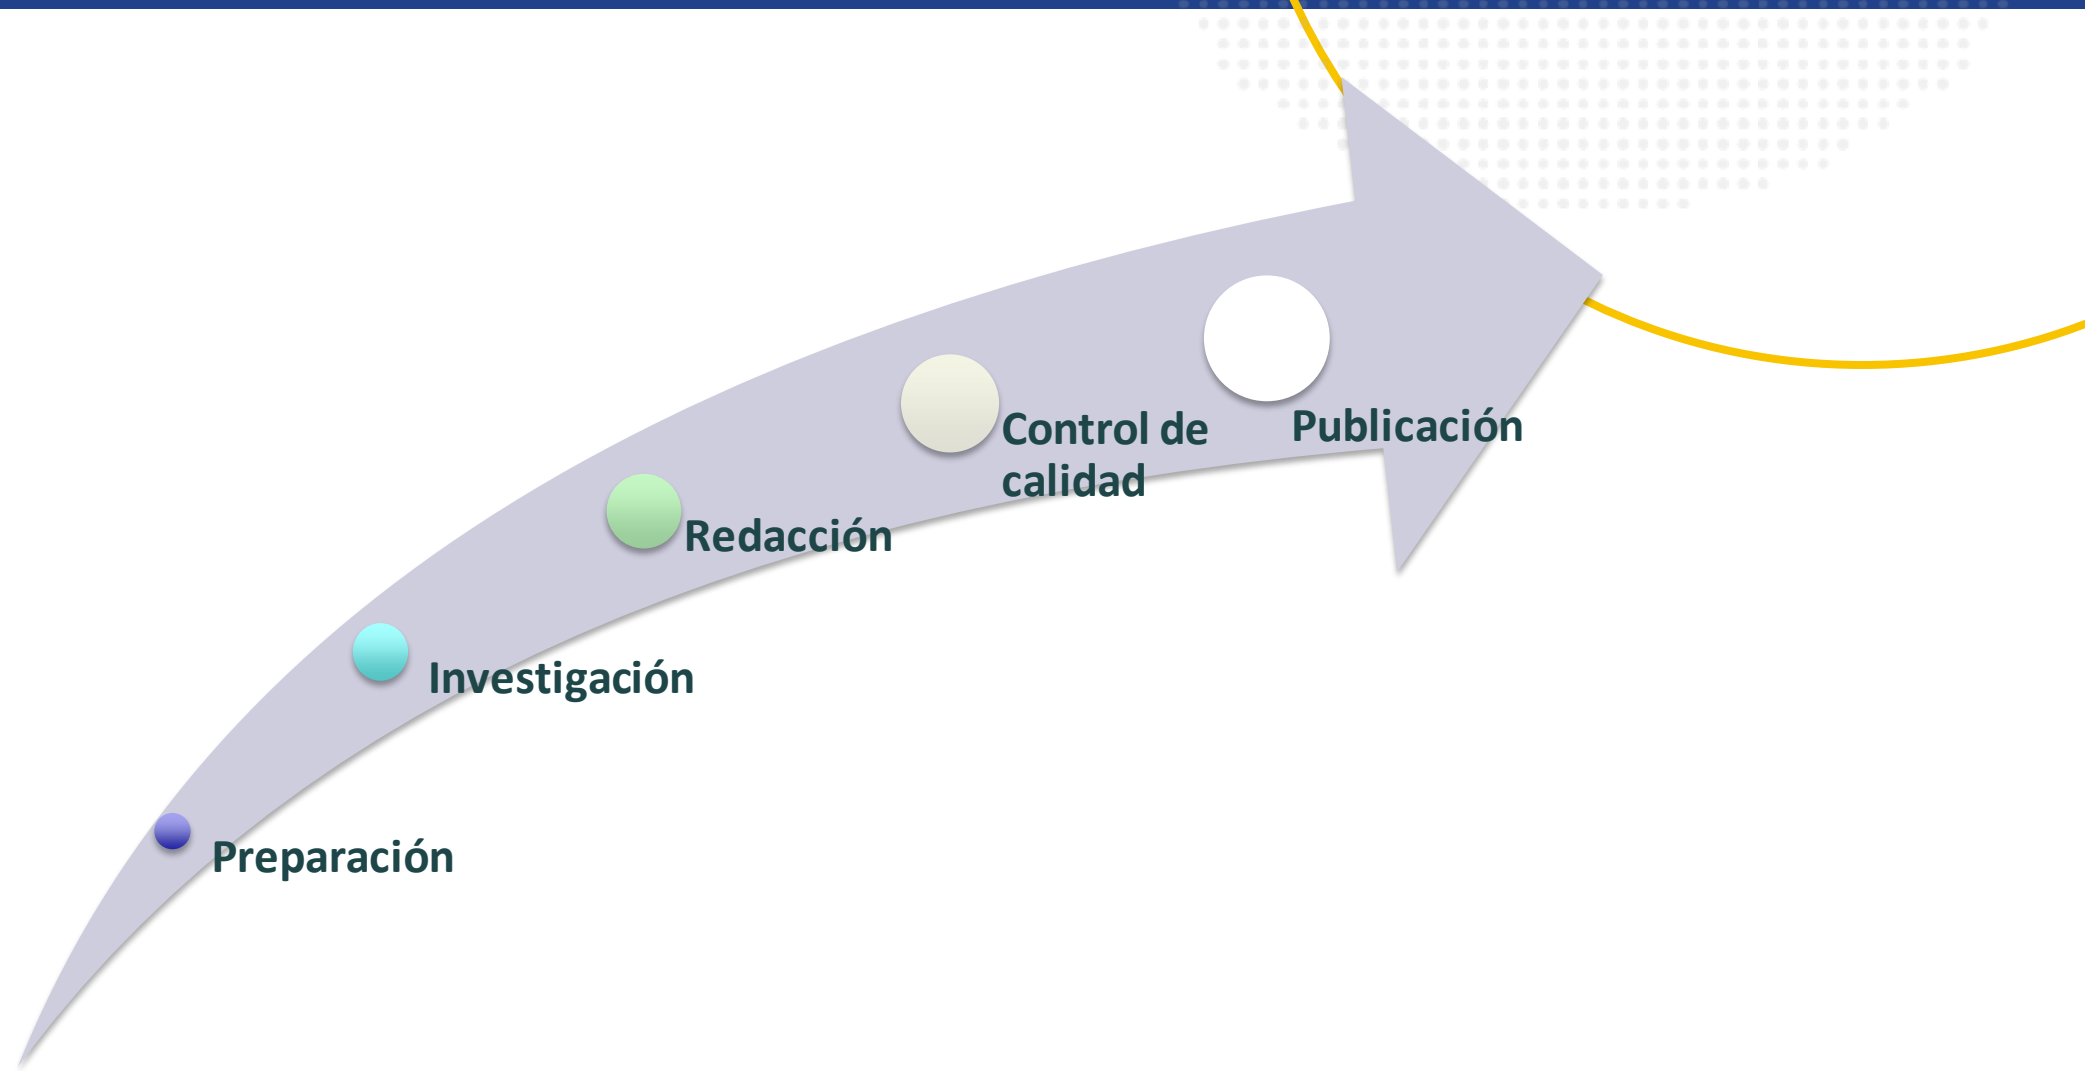 Preparación
Investigación
Redacción
Control de
calidad
Publicación